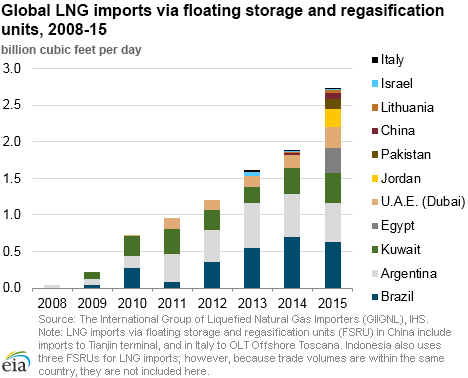 Global LNG imports via floating storage and regasification
units, 2008-15
billion cubic feet per day
3.0
2.5
2.0
1.5
1.0
0.5
0.0
2008 2009 2010 2011 2012 2013 2014 2015
Italy
Israel
Lithuania
China
Pakistan
Jordan
U.A.E. (Dubai)
Egypt
Kuwait
Argentina
Brazil
Source: The International Group of Liquefied Natural Gas Importers (GIIGNL), IHS.
Note: LNG imports via floating storage and regasification units (FSRU) in China include
imports to Tianjin terminal, and in Italy to OLT Offshore Toscana. Indonesia also uses
three FSRUs for LNG imports; however, because trade volumes are within the same
country, they are not included here.
eia